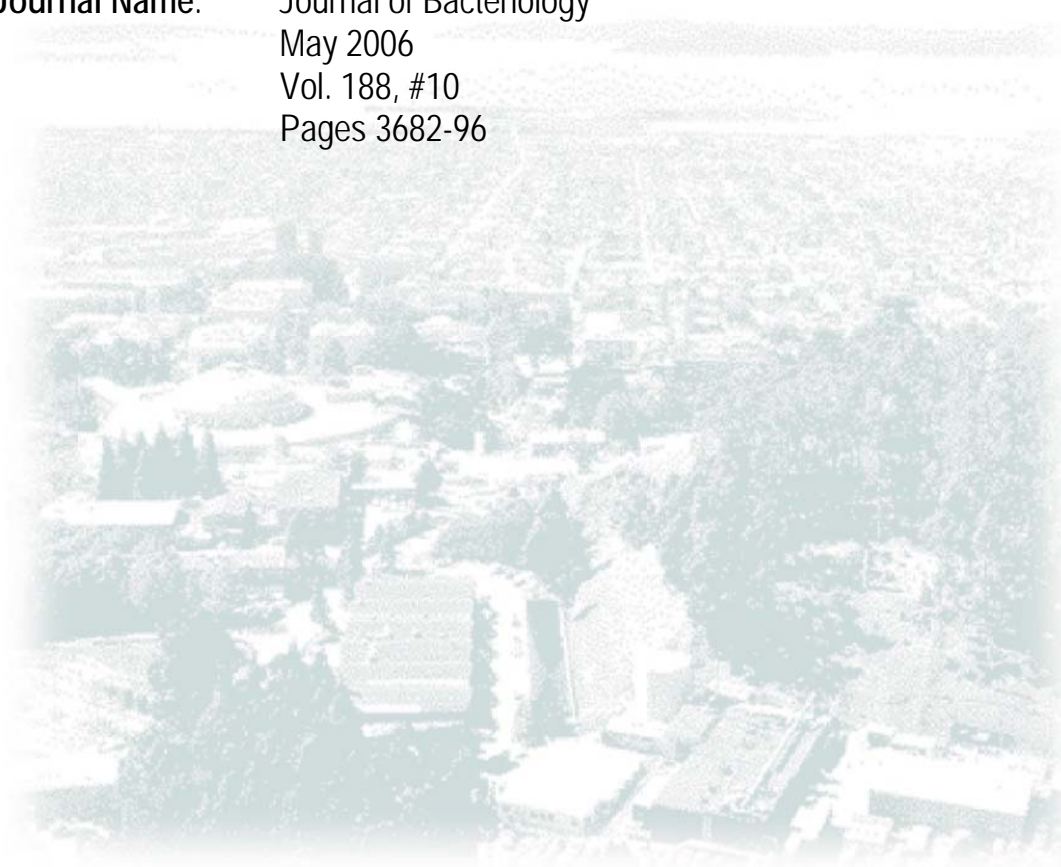 Journal Name: Journal of Bacteriology
May 2006
Vol. 188, #10
Pages 3682-96